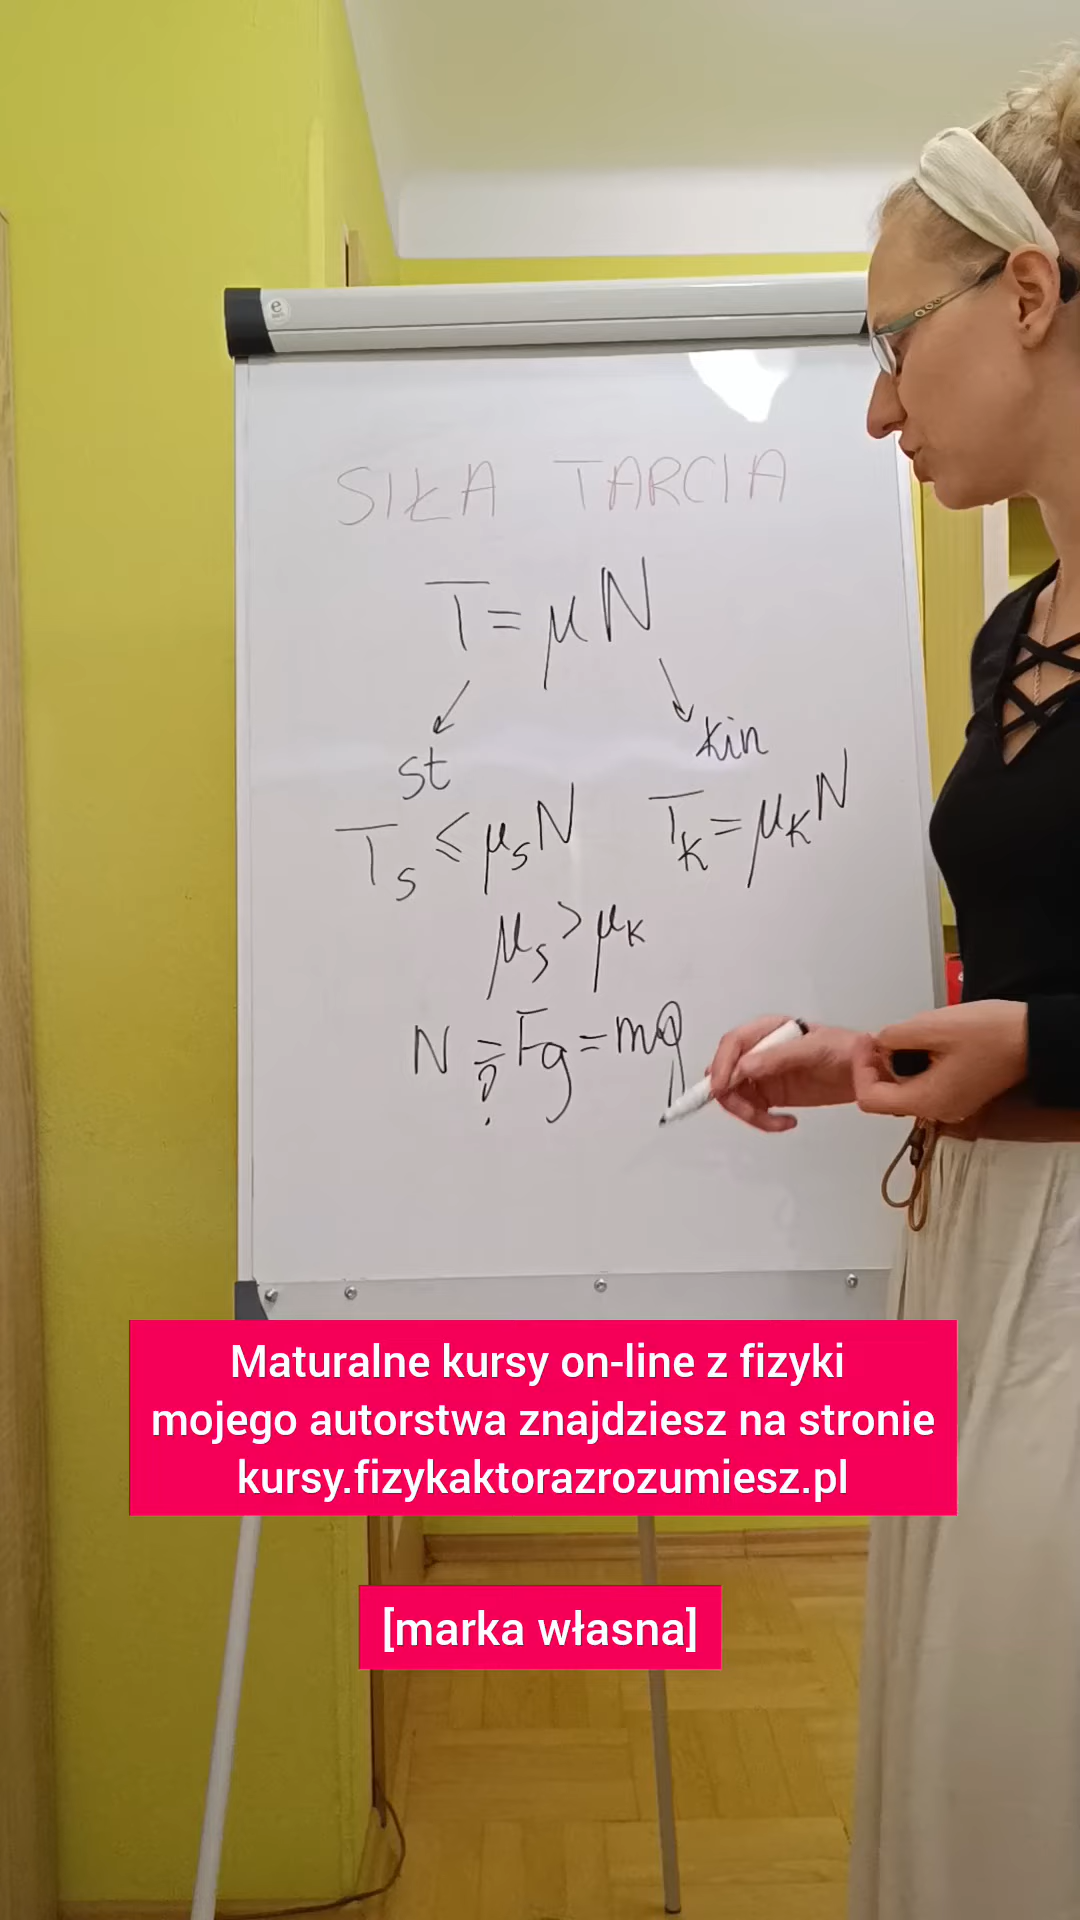 SIŁA TARCIA
T = μN
st
kin
Ts ≤ μsN
Tk = μkN
μs > μk
N = Fg = mg
?
Maturalne kursy on-line z fizyki
mojego autorstwa znajdziesz na stronie
kursy.fizykaktorazrozumiesz.pl
[marka własna]